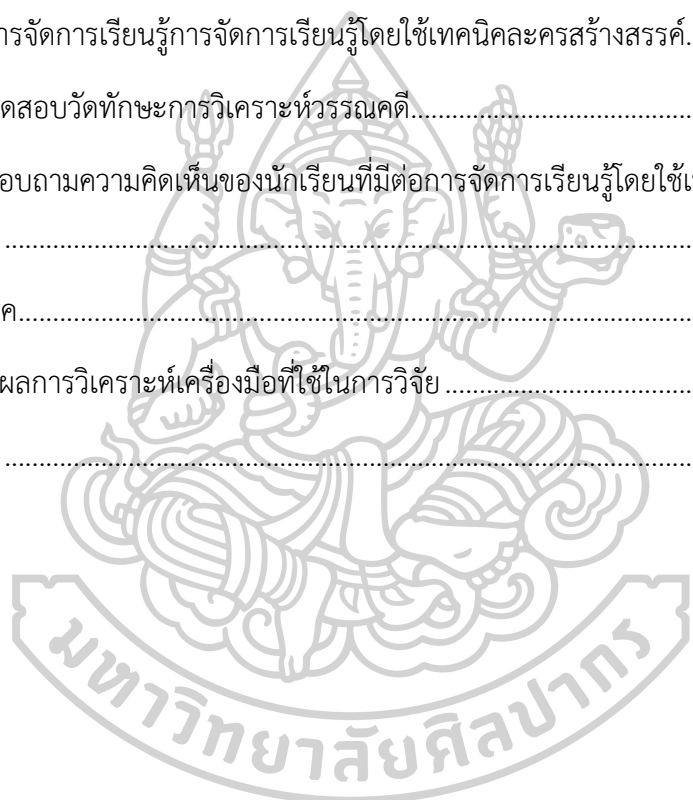 ารจัดการเรียนรู้การจัดการเรียนรู้โดยใช้เทคนิคละครสร้างสรรค์.
ดสอบวัดทักษะการวิเคราะห์วรรณคดี........................................
อบถามความคิดเห็นของนักเรียนที่มีต่อการจัดการเรียนรู้โดยใช้เ
....................................................................................................
ค..................................................................................................
ผลการวิเคราะห์เครื่องมือที่ใช้ในการวิจัย ....................................
....................................................................................................
มหาวิทยาลัยศิลปากร